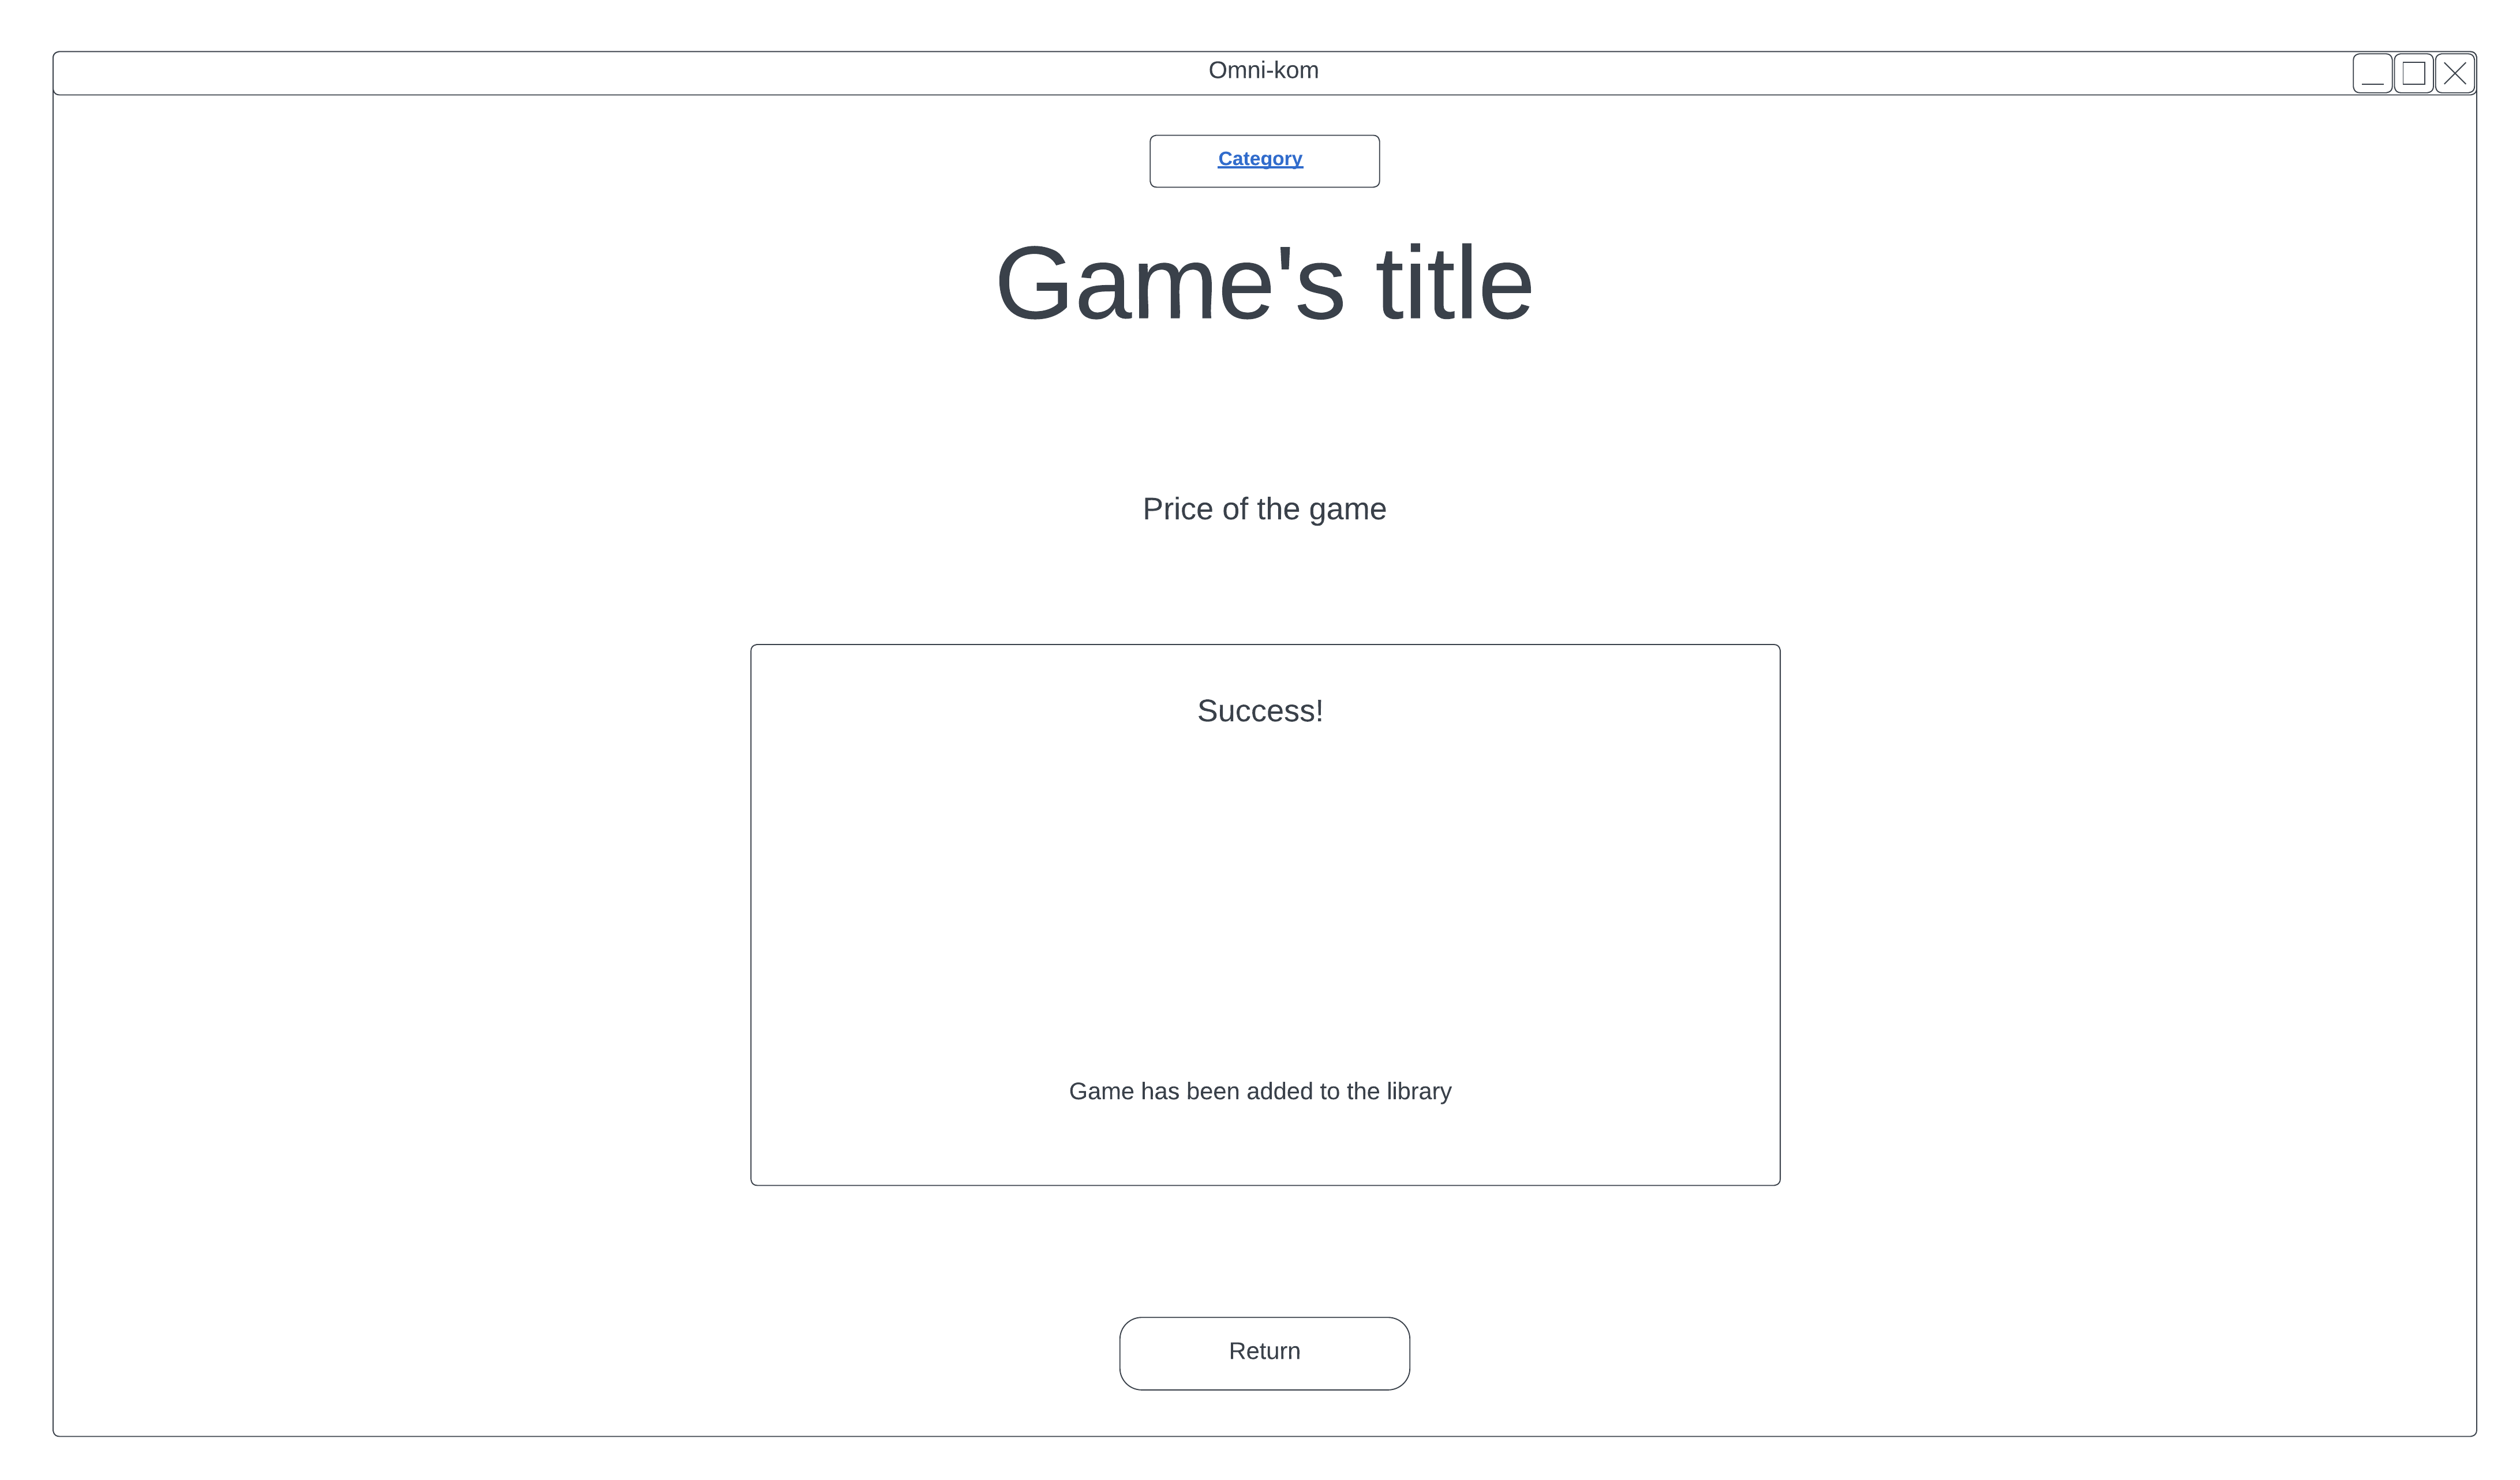 Omni-kom
Category
Game's title
Price of the game
Success!
Game has been added to the library
Return